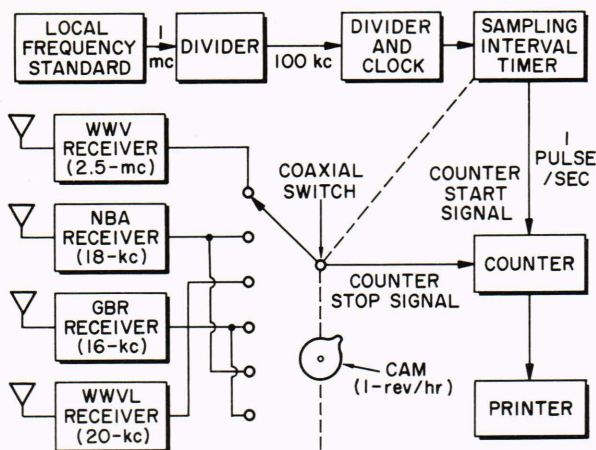 LOCAL
FREQUENCY
STANDARD
1
mc
DIVIDER
100 kc
DIVIDER
AND
CLOCK
SAMPLING
INTERVAL
TIMER
WWV
RECEIVER
(2.5-mc)
NBA
RECEIVER
(18-kc)
GBR
RECEIVER
(16-kc)
WWVL
RECEIVER
(20-kc)
COAXIAL
SWITCH
COUNTER
START
SIGNAL
1
PULSE
/SEC
COUNTER
STOP SIGNAL
COUNTER
CAM
(1-rev/hr)
PRINTER